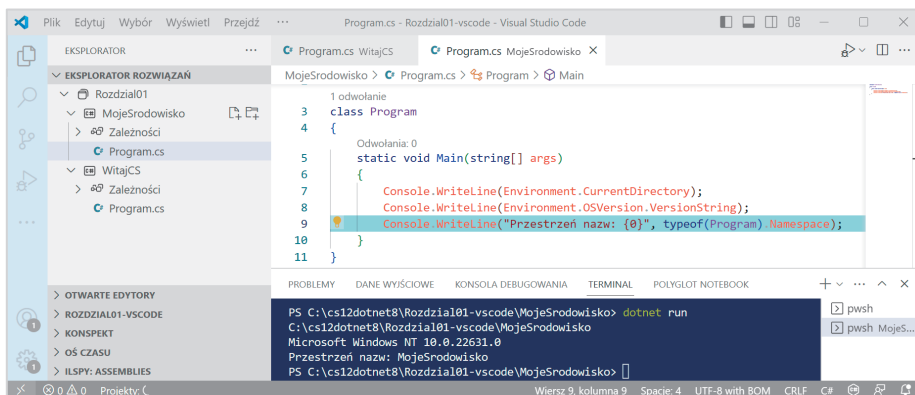 Plik Edytuj Wybór Wyświetl Przejdź ··· Program.cs - Rozdzial01-vscode - Visual Studio Code
EKSPLORATOR ···
EKSPLORATOR ROZWIĄZAŃ
Rozdzial01
MojeSrodowisko
Zależności
C# Program.cs
WitajCS
Zależności
C# Program.cs
OTWARTE EDYTORY
ROZDZIAL01-VSCODE
KONSPEKT
OŚ CZASU
ILSPY: ASSEMBLIES
1
1
Program.cs WitajCS Program.cs MojeSrodowisko ×
MojeSrodowisko > Program.cs > Program > Main
1 odwołanie
3 class Program
4 {
Odwołania: 0
5 static void Main(string[] args)
6 {
7 Console.WriteLine(Environment.CurrentDirectory);
8 Console.WriteLine(Environment.OSVersion.VersionString);
9 Console.WriteLine("Przestrzeń nazw: {0}", typeof(Program).Namespace);
10 }
11 }
PROBLEMY DANE WYJŚCIOWE KONSOLA DEBUGOWANIA TERMINAL POLYGLOT NOTEBOOK
PS C:\cs12dotnet8\Rozdzial01-vscode\MojeSrodowisko> dotnet run
C:\cs12dotnet8\Rozdzial01-vscode\MojeSrodowisko
Microsoft Windows NT 10.0.22631.0
Przestrzeń nazw: MojeSrodowisko
PS C:\cs12dotnet8\Rozdzial01-vscode\MojeSrodowisko>
pwsh
pwsh MojeS...
0 0 Projekty: ( Wiersz 9, kolumna 9 Spacie: 4 UTF-8 with BOM CRLF C#